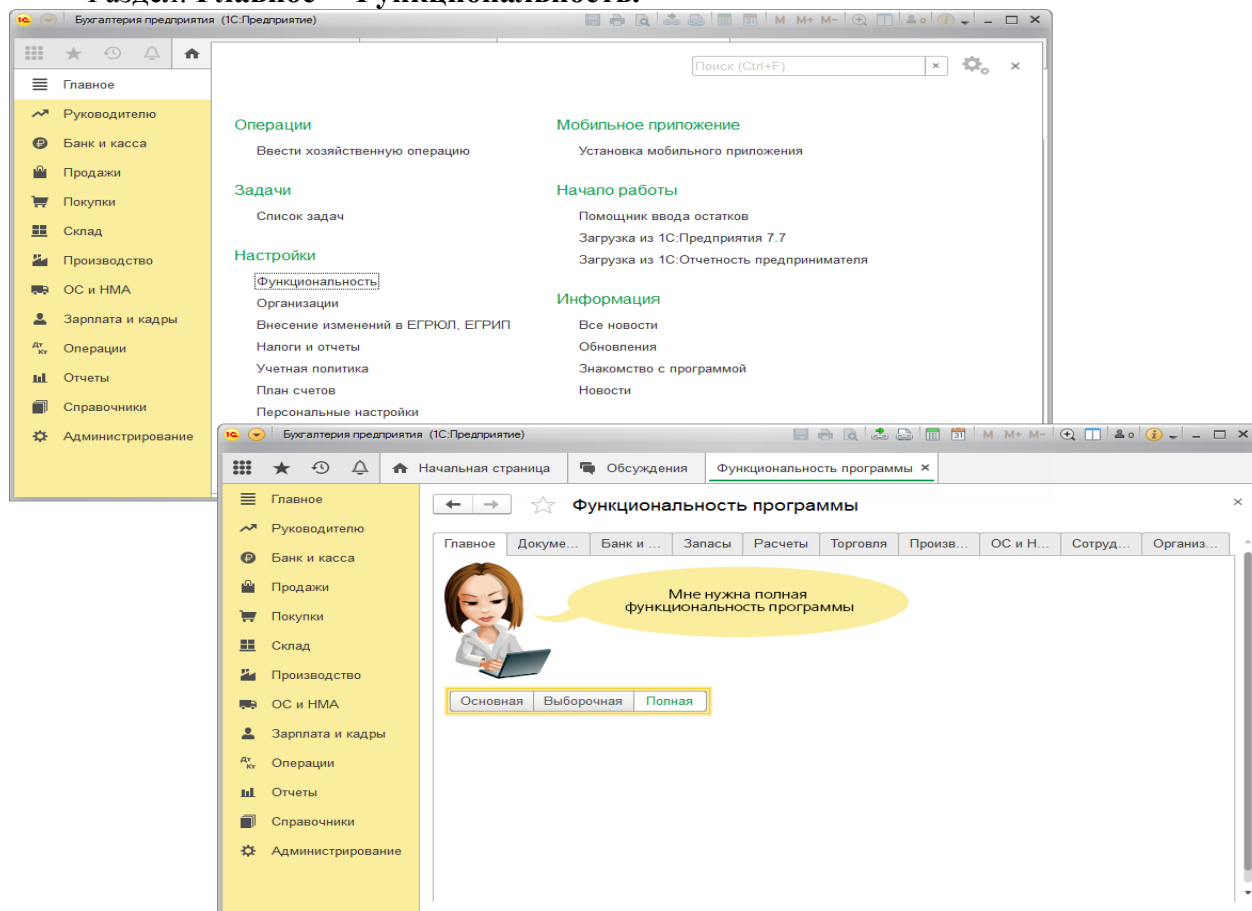 Раздел: Главное – Функциональность.
Бухгалтерия предприятия (1С:Предприятие)
M M+ M-
Поиск (Ctrl+F)
Главное
Руководителю
Банк и касса
Продажи
Покупки
Склад
Производство
ОС и НМА
Зарплата и кадры
Операции
Отчеты
Справочники
Администрирование
Операции
Ввести хозяйственную операцию
Задачи
Список задач
Настройки
Функциональность
Организации
Внесение изменений в ЕГРЮЛ, ЕГРИП
Налоги и отчеты
Учетная политика
План счетов
Персональные настройки
Мобильное приложение
Установка мобильного приложения
Начало работы
Помощник ввода остатков
Загрузка из 1С:Предприятия 7.7
Загрузка из 1С:Отчетность предпринимателя
Информация
Все новости
Обновления
Знакомство с программой
Новости
Бухгалтерия предприятия (1С:Предприятие)
M M+ M-
Начальная страница Обсуждения Функциональность программы
Главное
Руководителю
Банк и касса
Продажи
Покупки
Склад
Производство
ОС и НМА
Зарплата и кадры
Операции
Отчеты
Справочники
Администрирование
Функциональность программы
Главное Докуме... Банк и ... Запасы Расчеты Торговля Произв... ОС и Н... Сотруд... Организ...
Мне нужна полная
функциональность программы
Основная Выборочная Полная